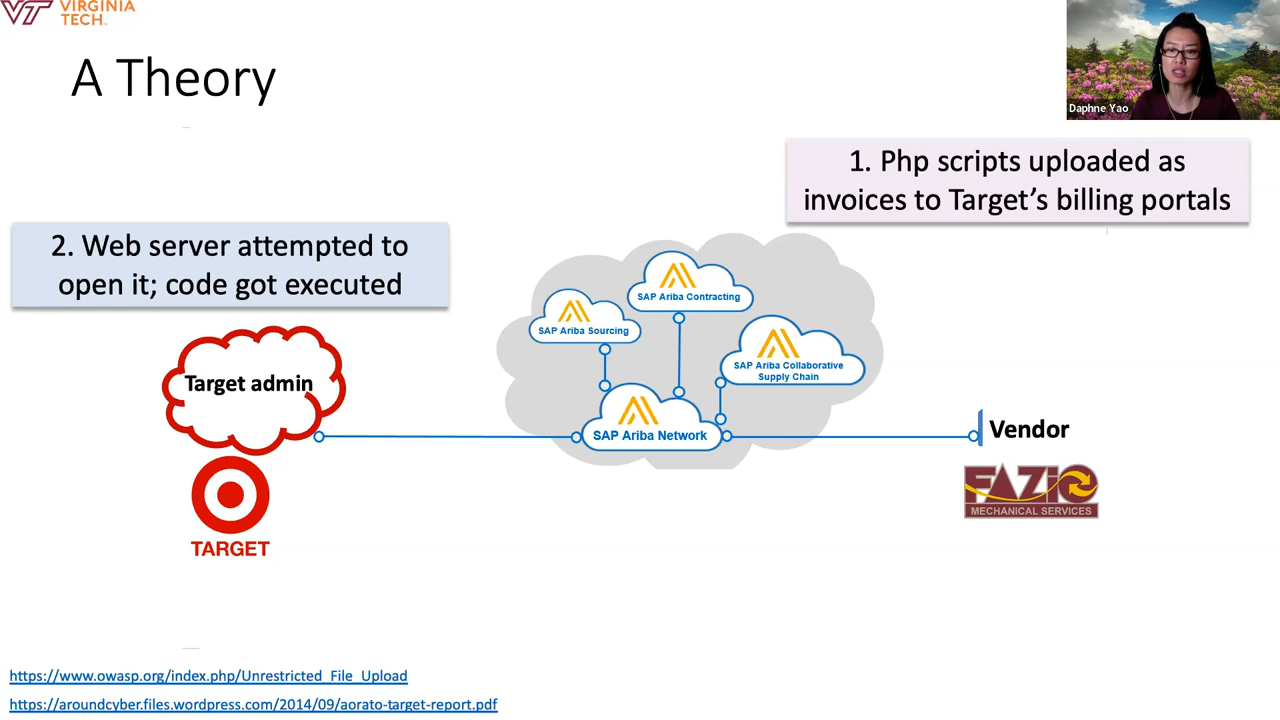 VT VIRGINIA
TECH
A Theory
Daphne Yao
1. Php scripts uploaded as
invoices to Target’s billing portals
2. Web server attempted to
open it; code got executed
SAP Ariba Contracting
SAP Ariba Sourcing
SAP Ariba Collaborative
Supply Chain
Target admin
SAP Ariba Network
Vendor
FAZIO
MECHANICAL SERVICES
TARGET
https://www.owasp.org/index.php/Unrestricted_File_Upload
https://aroundcyber.files.wordpress.com/2014/09/aorato-target-report.pdf